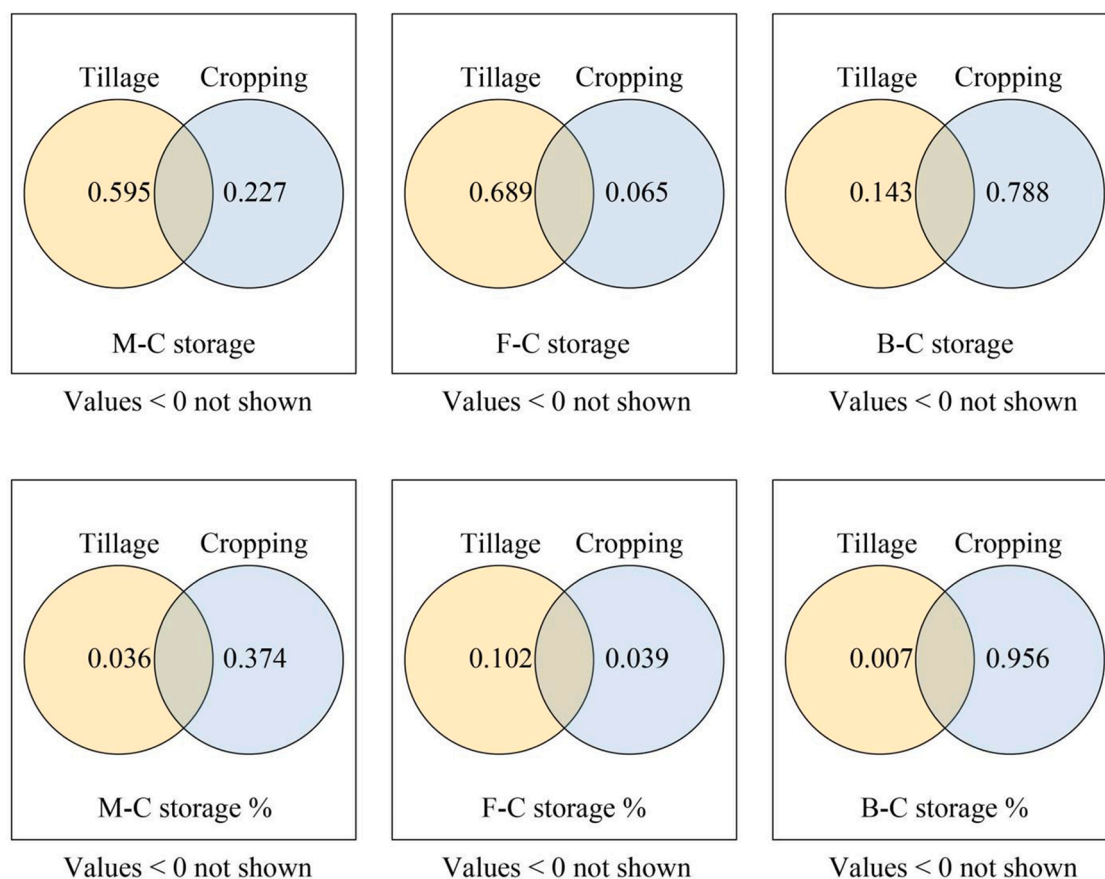 Tillage Cropping
0.595 0.227
M-C storage
Values < 0 not shown
Tillage Cropping
0.689 0.065
F-C storage
Values < 0 not shown
Tillage Cropping
0.143 0.788
B-C storage
Values < 0 not shown
Tillage Cropping
0.036 0.374
M-C storage %
Values < 0 not shown
Tillage Cropping
0.102 0.039
F-C storage %
Values < 0 not shown
Tillage Cropping
0.007 0.956
B-C storage %
Values < 0 not shown